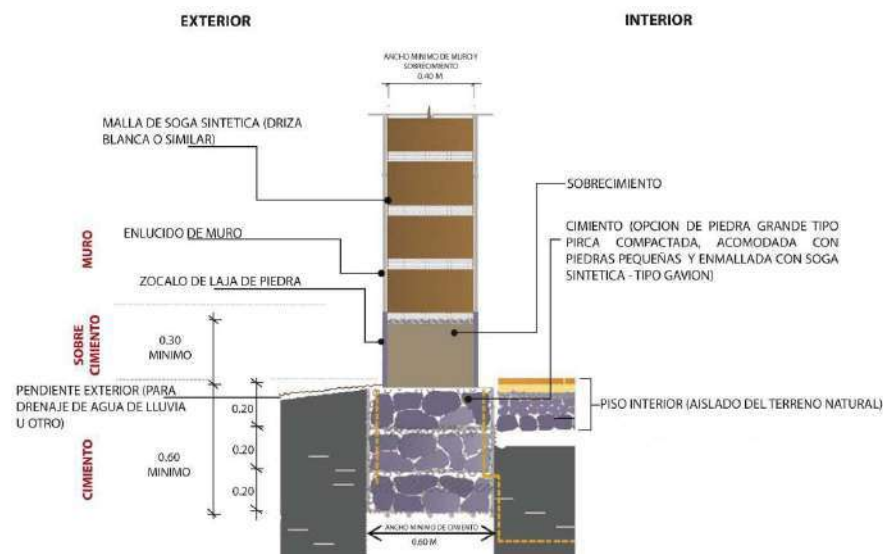 EXTERIOR
INTERIOR
ANCHO MINIMO DE MURO Y
SOBRECIMIENTO
0.40 M
MALLA DE SOGA SINTETICA (DRIZA
BLANCA O SIMILAR)
SOBRECIMIENTO
CIMIENTO (OPCION DE PIEDRA GRANDE TIPO
PIRCA COMPACTADA, ACOMODADA CON
PIEDRAS PEQUEÑAS Y ENMALLADA CON SOGA
SINTETICA - TIPO GAVION)
MURO
ENLUCIDO DE MURO
ZOCALO DE LAJA DE PIEDRA
SOBRE
CIMIENTO
0.30
MINIMO
PENDIENTE EXTERIOR (PARA
DRENAJE DE AGUA DE LLUVIA
U OTRO)
PISO INTERIOR (AISLADO DEL TERRENO NATURAL)
CIMIENTO
0.60
MINIMO
0.20
0.20
0.20
ANCHO MINIMO DE CIMIENTO
0.60 M